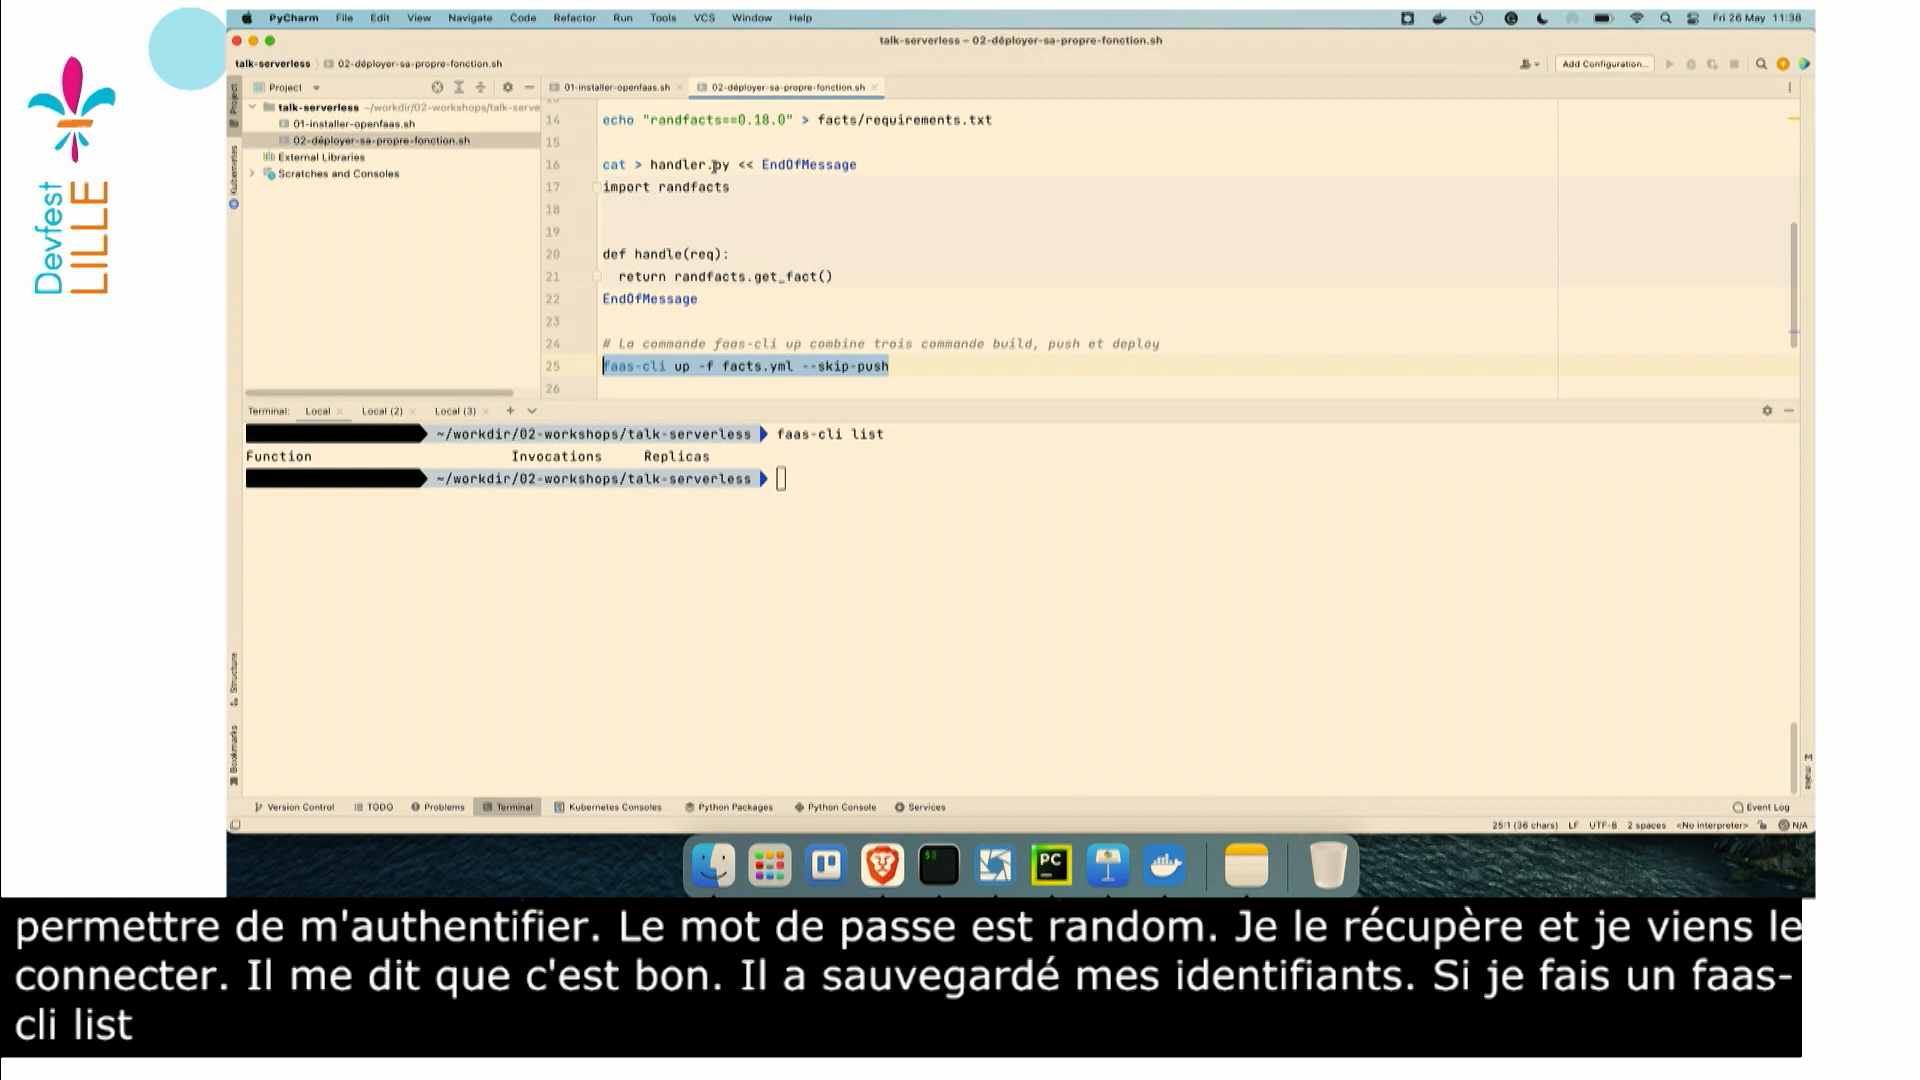 PyCharm File Edit View Navigate Code Refactor Run Tools VCS Window Help Fri 26 May 11:38
talk-serverless – 02-déployer-sa-propre-fonction.sh
talk-serverless 02-déployer-sa-propre-fonction.sh Add Configuration...
Devfest
LILLE
Project 01-installer-openfaas.sh 02-déployer-sa-propre-fonction.sh
Project
Kubernetes
talk-serverless ~/workdir/02-workshops/talk-serve
01-installer-openfaas.sh
02-déployer-sa-propre-fonction.sh
External Libraries
Scratches and Consoles
14 echo "randfacts==0.18.0" > facts/requirements.txt
15
16 cat > handler.py << EndOfMessage
17 import randfacts
18
19
20 def handle(req):
21 return randfacts.get_fact()
22 EndOfMessage
23
24 # La commande faas-cli up combine trois commande build, push et deploy
25 faas-cli up -f facts.yml --skip-push
26
Terminal: Local Local (2) Local (3)
~/workdir/02-workshops/talk-serverless faas-cli list
Function Invocations Replicas
~/workdir/02-workshops/talk-serverless
Structure
Bookmarks
make
Version Control TODO Problems Terminal Kubernetes Consoles Python Packages Python Console Services Event Log
25:1 (36 chars) LF UTF-8 2 spaces <No interpreter> N/A
PC
permettre de m'authentifier. Le mot de passe est random. Je le récupère et je viens le
connecter. Il me dit que c'est bon. Il a sauvegardé mes identifiants. Si je fais un faas-
cli list